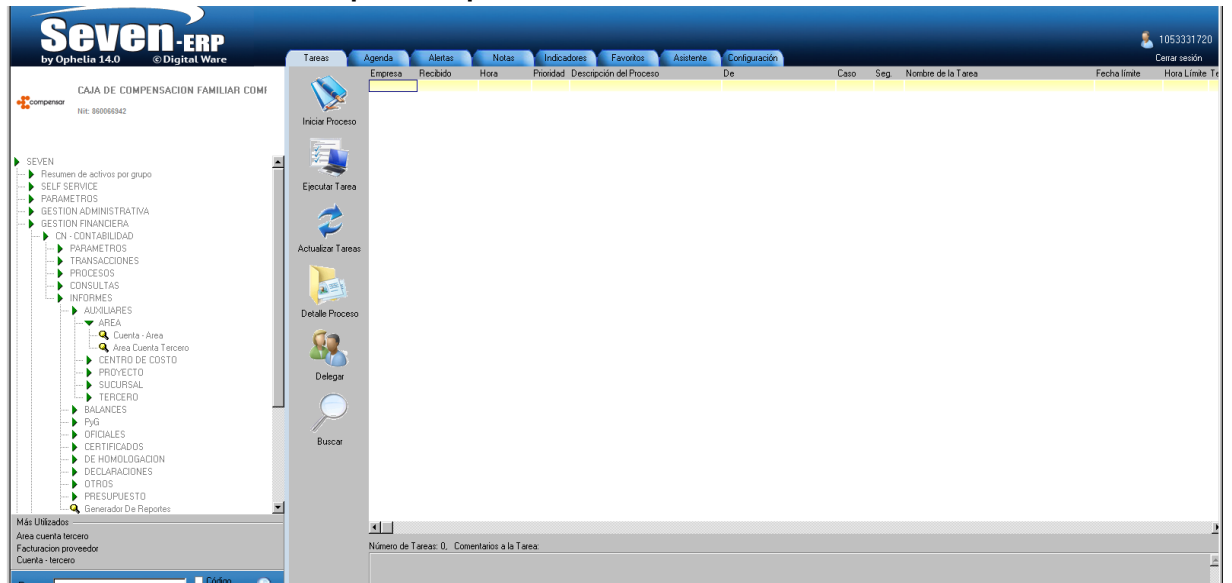 Seven-ERP
by Ophelia 14.0 ©Digital Ware
1053331720
Cerrar sesión
Tareas Agenda Alertas Notas Indicadores Favoritos Asistente Configuración
compensar
CAJA DE COMPENSACION FAMILIAR COMF
Nit: 860066942
Empresa Recibido Hora Prioridad Descripción del Proceso De Caso Seg. Nombre de la Tarea Fecha límite Hora Límite Te
Iniciar Proceso
Ejecutar Tarea
Actualizar Tareas
Detalle Proceso
Delegar
Buscar
SEVEN
Resumen de activos por grupo
SELF SERVICE
PARAMETROS
GESTION ADMINISTRATIVA
GESTION FINANCIERA
CN - CONTABILIDAD
PARAMETROS
TRANSACCIONES
PROCESOS
CONSULTAS
INFORMES
AUXILIARES
AREA
Cuenta - Area
Area Cuenta Tercero
CENTRO DE COSTO
PROYECTO
SUCURSAL
TERCERO
BALANCES
PyG
OFICIALES
CERTIFICADOS
DE HOMOLOGACION
DECLARACIONES
OTROS
PRESUPUESTO
Generador De Reportes
Más Utilizados
Area cuenta tercero
Facturacion proveedor
Cuenta - tercero
Código
Número de Tareas: 0, Comentarios a la Tarea: